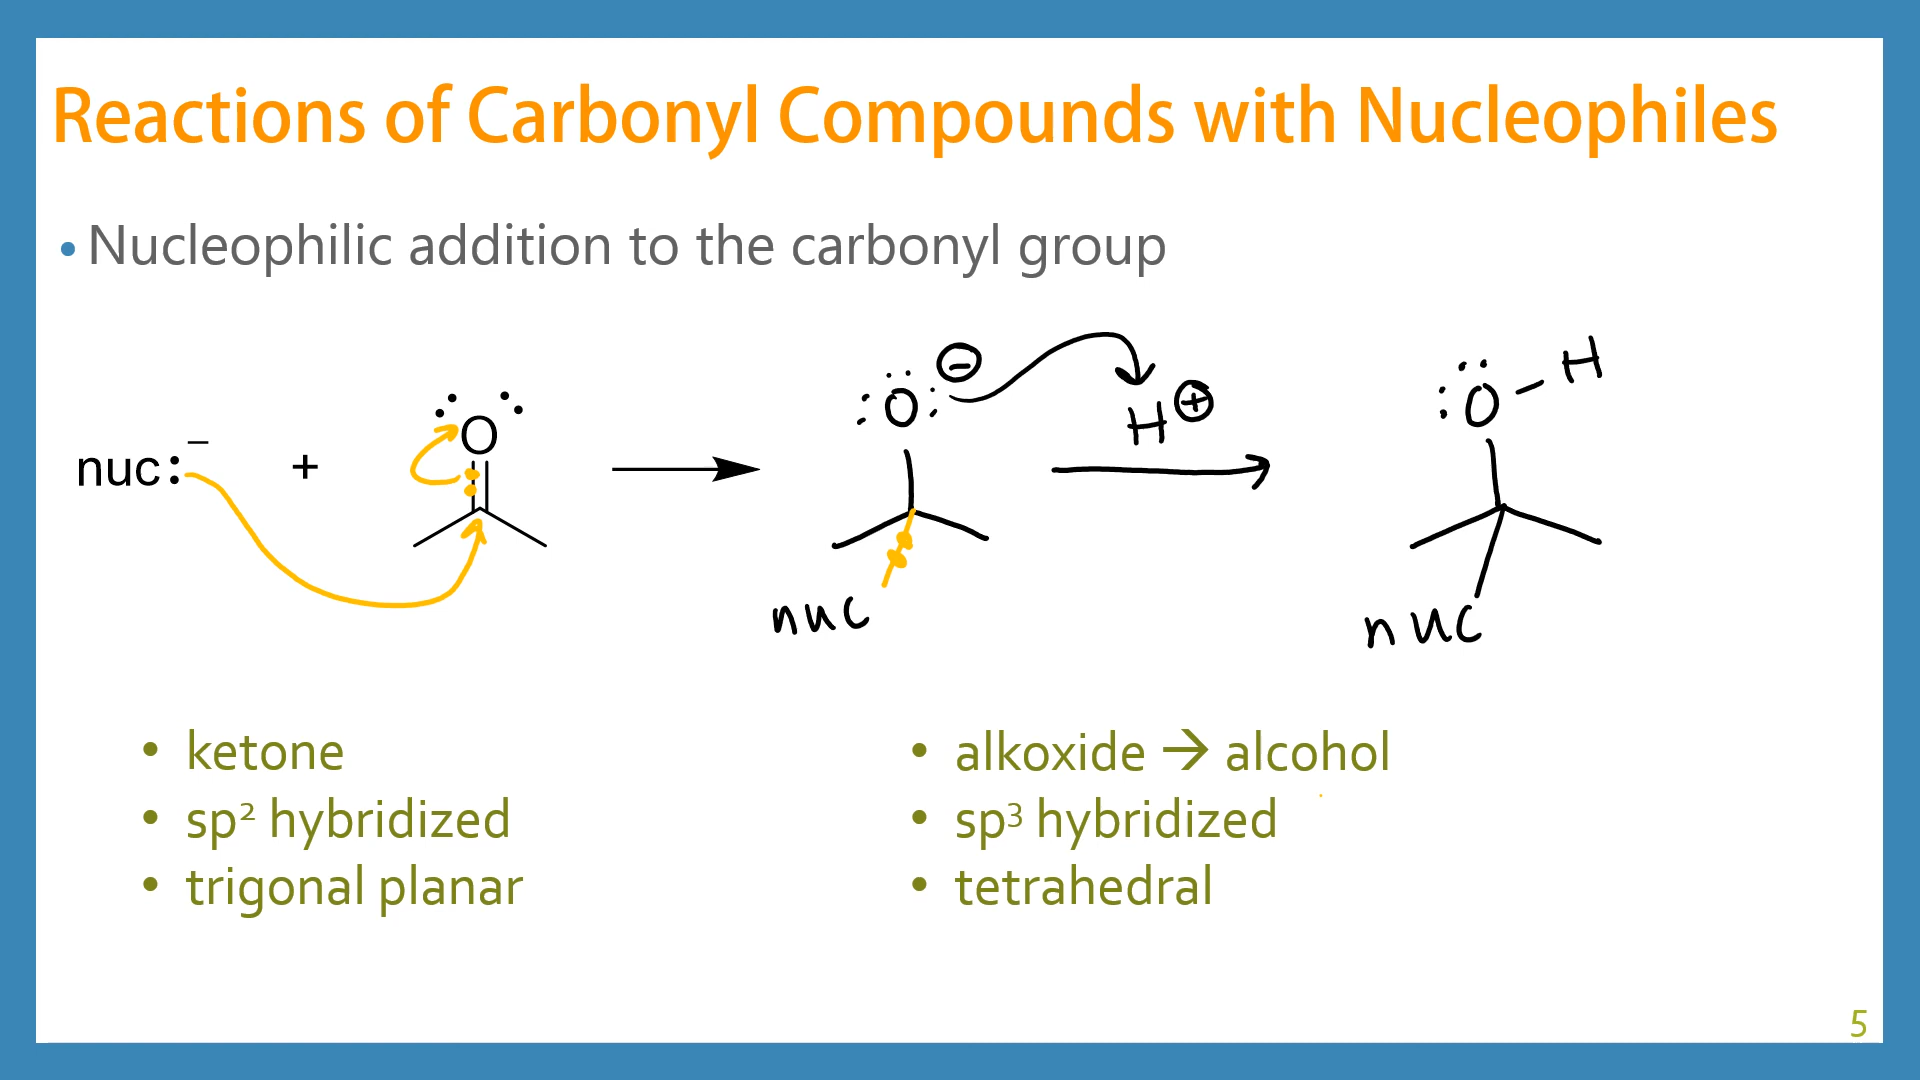 Reactions of Carbonyl Compounds with Nucleophiles
• Nucleophilic addition to the carbonyl group
nuc:⁻ + O
:O: ⊖
H ⊕
:O - H
nuc
nuc
• ketone
• sp² hybridized
• trigonal planar
• alkoxide → alcohol
• sp³ hybridized
• tetrahedral
5